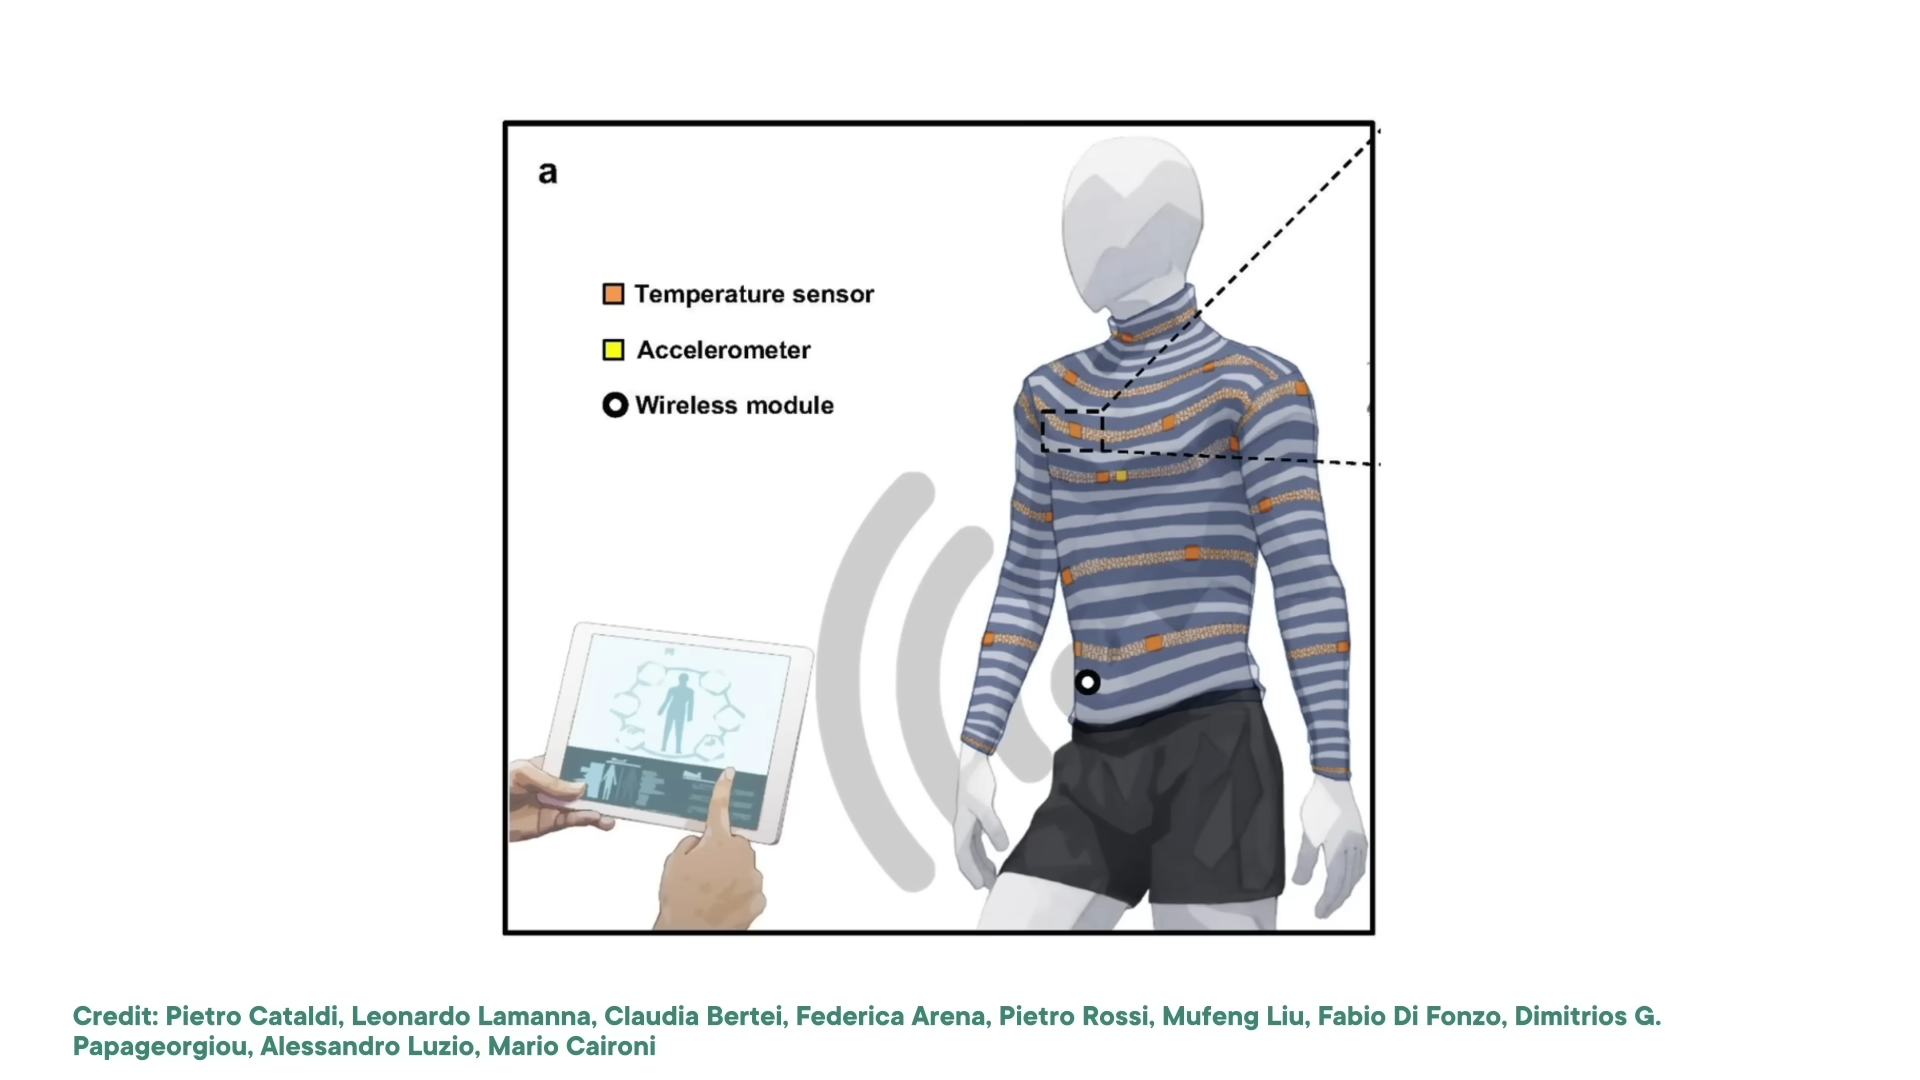 a
Temperature sensor
Accelerometer
Wireless module
Credit: Pietro Cataldi, Leonardo Lamanna, Claudia Bertei, Federica Arena, Pietro Rossi, Mufeng Liu, Fabio Di Fonzo, Dimitrios G.
Papageorgiou, Alessandro Luzio, Mario Caironi